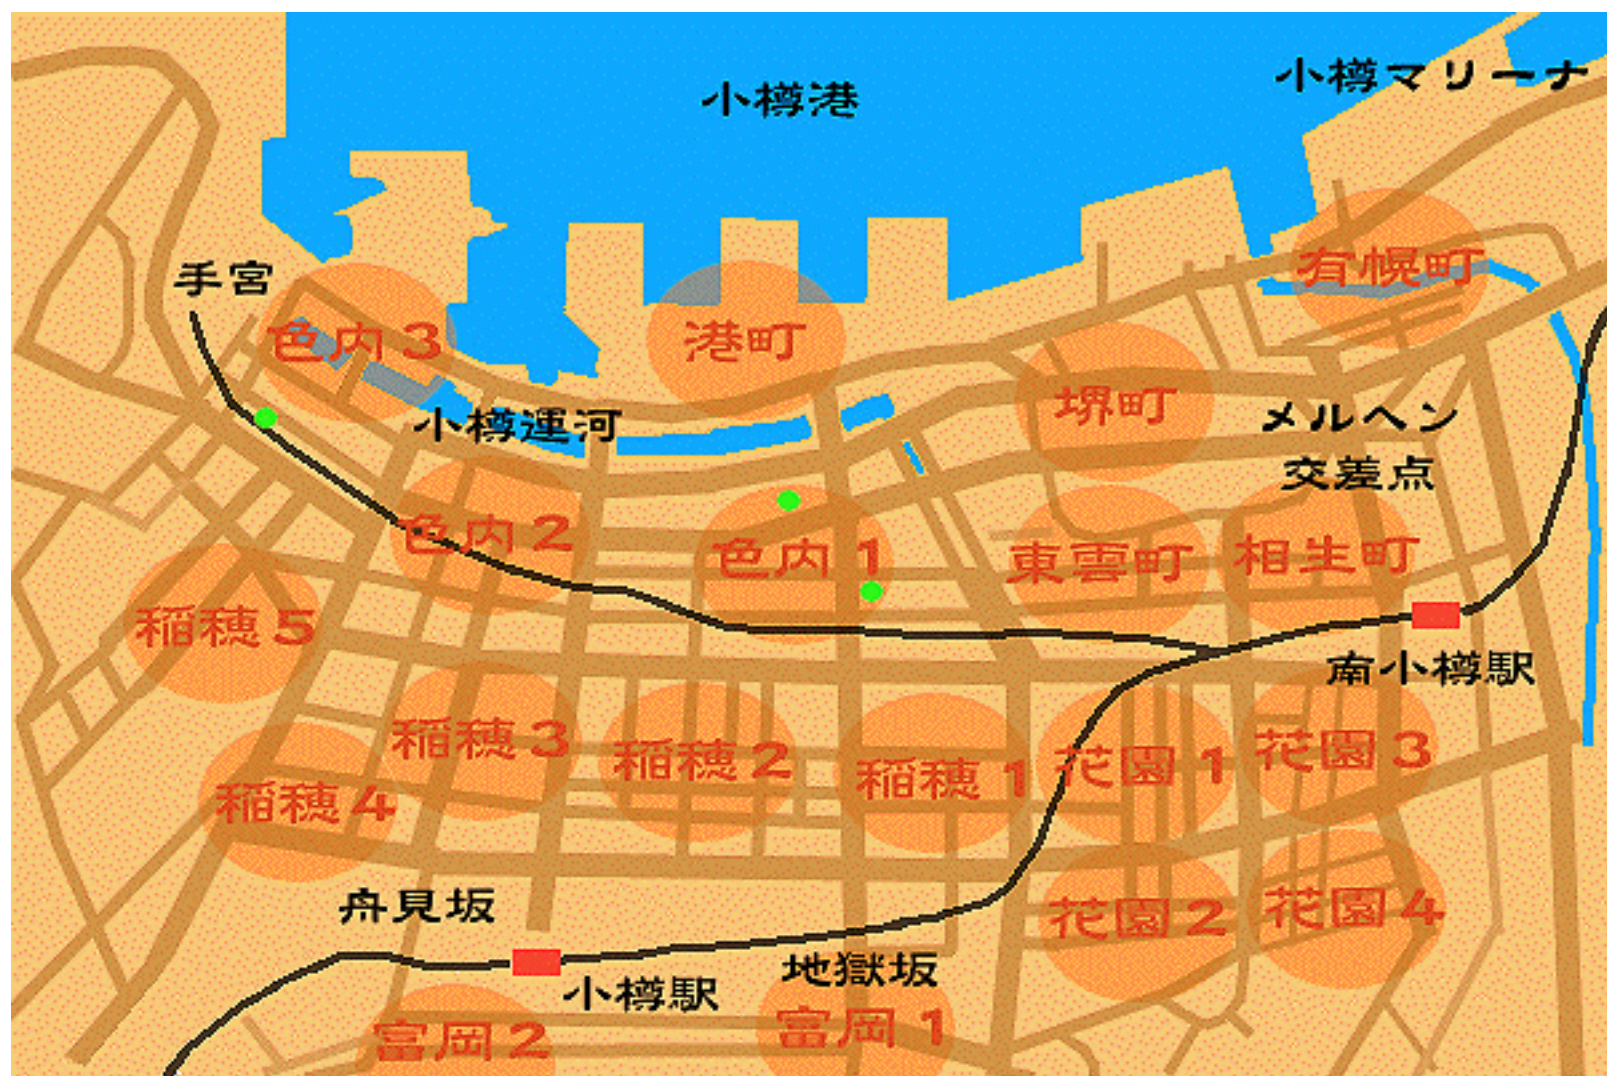 小樽マリーナ
小樽港
有幌町
手宮
色内3
港町
堺町
メルヘン
交差点
小樽運河
色内2
色内1
東雲町
相生町
稲穂5
南小樽駅
稲穂3
稲穂2
稲穂1
花園1
花園3
稲穂4
舟見坂
花園2
花園4
地獄坂
小樽駅
富岡2
富岡1